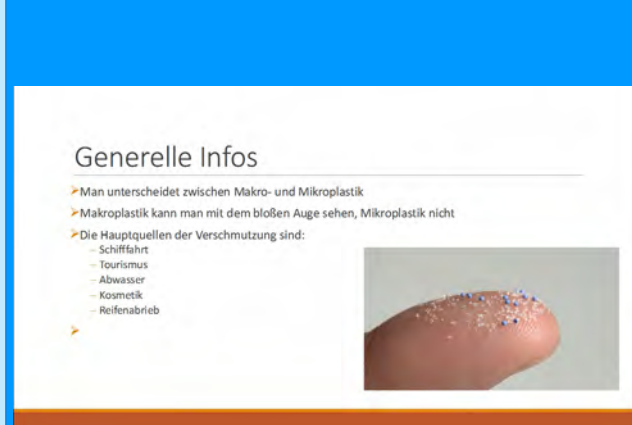 Generelle Infos
Man unterscheidet zwischen Makro- und Mikroplastik
Makroplastik kann man mit dem bloßen Auge sehen, Mikroplastik nicht
Die Hauptquellen der Verschmutzung sind:
– Schifffahrt
– Tourismus
– Abwasser
– Kosmetik
– Reifenabrieb